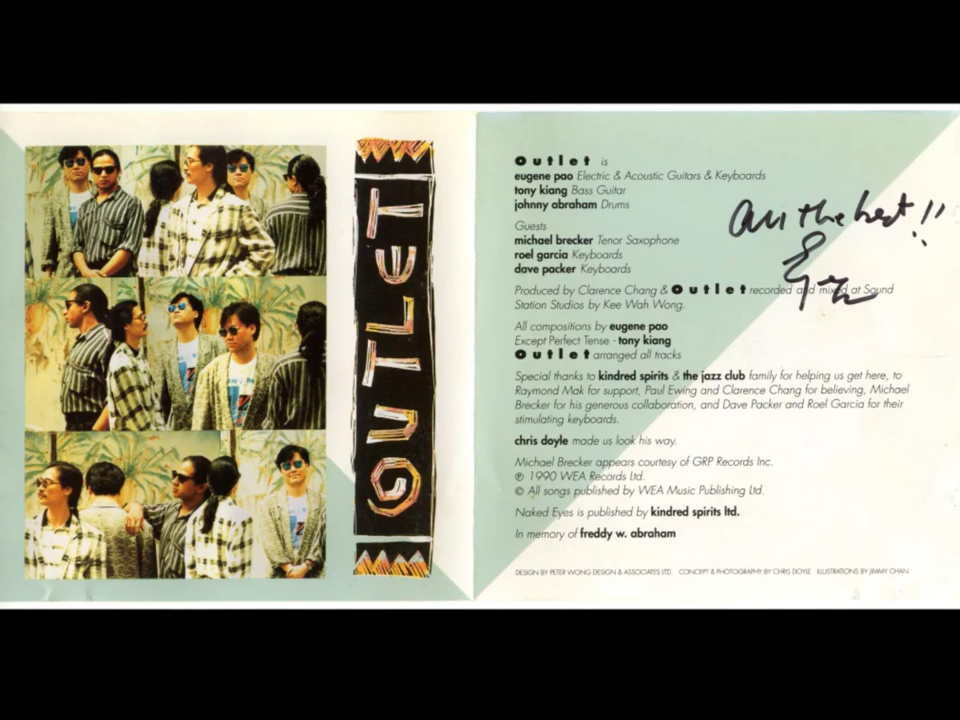 OUTLET
Outlet is
eugene pao Electric & Acoustic Guitars & Keyboards
tony kiang Bass Guitar
johnny abraham Drums
Guests
michael brecker Tenor Saxophone
roel garcia Keyboards
dave packer Keyboards
Produced by Clarence Chang & Outlet recorded and mixed at Sound
Station Studios by Kee Wah Wong.
All compositions by eugene pao
Except Perfect Tense - tony kiang
Outlet arranged all tracks
Special thanks to kindred spirits & the jazz club family for helping us get here, to
Raymond Mak for support, Paul Ewing and Clarence Chang for believing, Michael
Brecker for his generous collaboration, and Dave Packer and Roel Garcia for their
stimulating keyboards.
chris doyle made us look his way.
Michael Brecker appears courtesy of GRP Records Inc.
℗ 1990 WEA Records Ltd.
© All songs published by WEA Music Publishing Ltd.
Naked Eyes is published by kindred spirits ltd.
In memory of freddy w. abraham
DESIGN BY PETER WONG DESIGN & ASSOCIATES LTD. CONCEPT & PHOTOGRAPHY BY CHRIS DOYLE ILLUSTRATIONS BY JIMMY CHAN
All the best !!